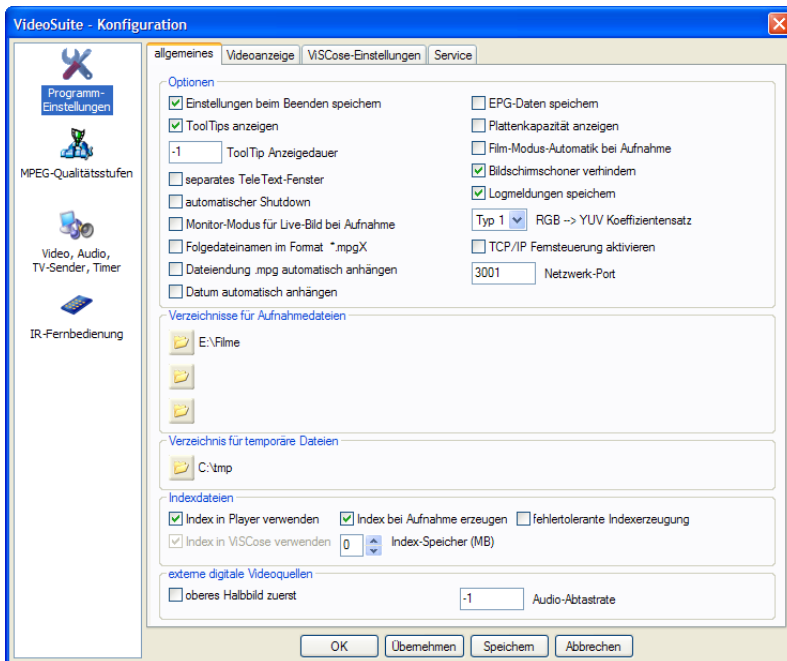 VideoSuite - Konfiguration
Programm-
Einstellungen
MPEG-Qualitätsstufen
Video, Audio,
TV-Sender, Timer
IR-Fernbedienung
allgemeines Videoanzeige ViSCose-Einstellungen Service
Optionen
Einstellungen beim Beenden speichern
ToolTips anzeigen
-1 ToolTip Anzeigedauer
separates TeleText-Fenster
automatischer Shutdown
Monitor-Modus für Live-Bild bei Aufnahme
Folgedateinamen im Format *.mpgX
Dateiendung .mpg automatisch anhängen
Datum automatisch anhängen
EPG-Daten speichern
Plattenkapazität anzeigen
Film-Modus-Automatik bei Aufnahme
Bildschirmschoner verhindern
Logmeldungen speichern
Typ 1 RGB --> YUV Koeffizientensatz
TCP/IP Fernsteuerung aktivieren
3001 Netzwerk-Port
Verzeichnisse für Aufnahmedateien
E:\Filme
Verzeichnis für temporäre Dateien
C:\tmp
Indexdateien
Index in Player verwenden Index bei Aufnahme erzeugen fehlertolerante Indexerzeugung
Index in ViSCose verwenden 0 Index-Speicher (MB)
externe digitale Videoquellen
oberes Halbbild zuerst -1 Audio-Abtastrate
OK Übernehmen Speichern Abbrechen